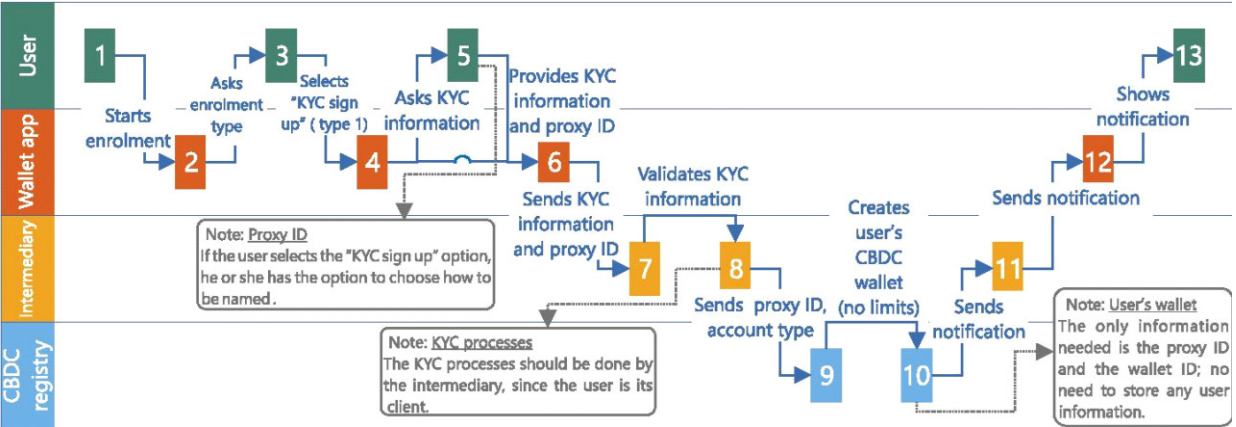 User
Wallet app
Intermediary
CBDC
registry
1
Starts
enrolment
2
Asks
enrolment
type
3
Selects
"KYC sign
up" ( type 1)
4
Asks KYC
information
5
Provides KYC
information
and proxy ID
6
Sends KYC
information
and proxy ID
7
Validates KYC
information
8
Sends proxy ID,
account type
9
Creates
user's
CBDC
wallet
(no limits)
10
Sends
notification
11
Sends notification
12
Shows
notification
13
Note: Proxy ID
If the user selects the "KYC sign up" option,
he or she has the option to choose how to
be named .
Note: KYC processes
The KYC processes should be done by
the intermediary, since the user is its
client.
Note: User's wallet
The only information
needed is the proxy ID
and the wallet ID; no
need to store any user
information.